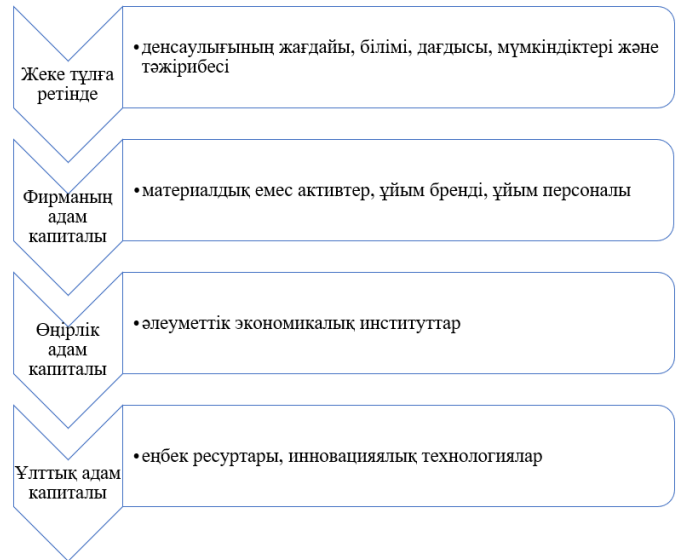 Жеке тұлға
ретінде
•денсаулығының жағдайы, білімі, дағдысы, мүмкіндіктері және
тәжірибесі
Фирманың
адам
капиталы
•материалдық емес активтер, ұйым бренді, ұйым персоналы
Өңірлік
адам
капиталы
•әлеуметтік экономикалық институттар
Ұлттық адам
капиталы
•еңбек ресуртары, инновацияялық технологиялар